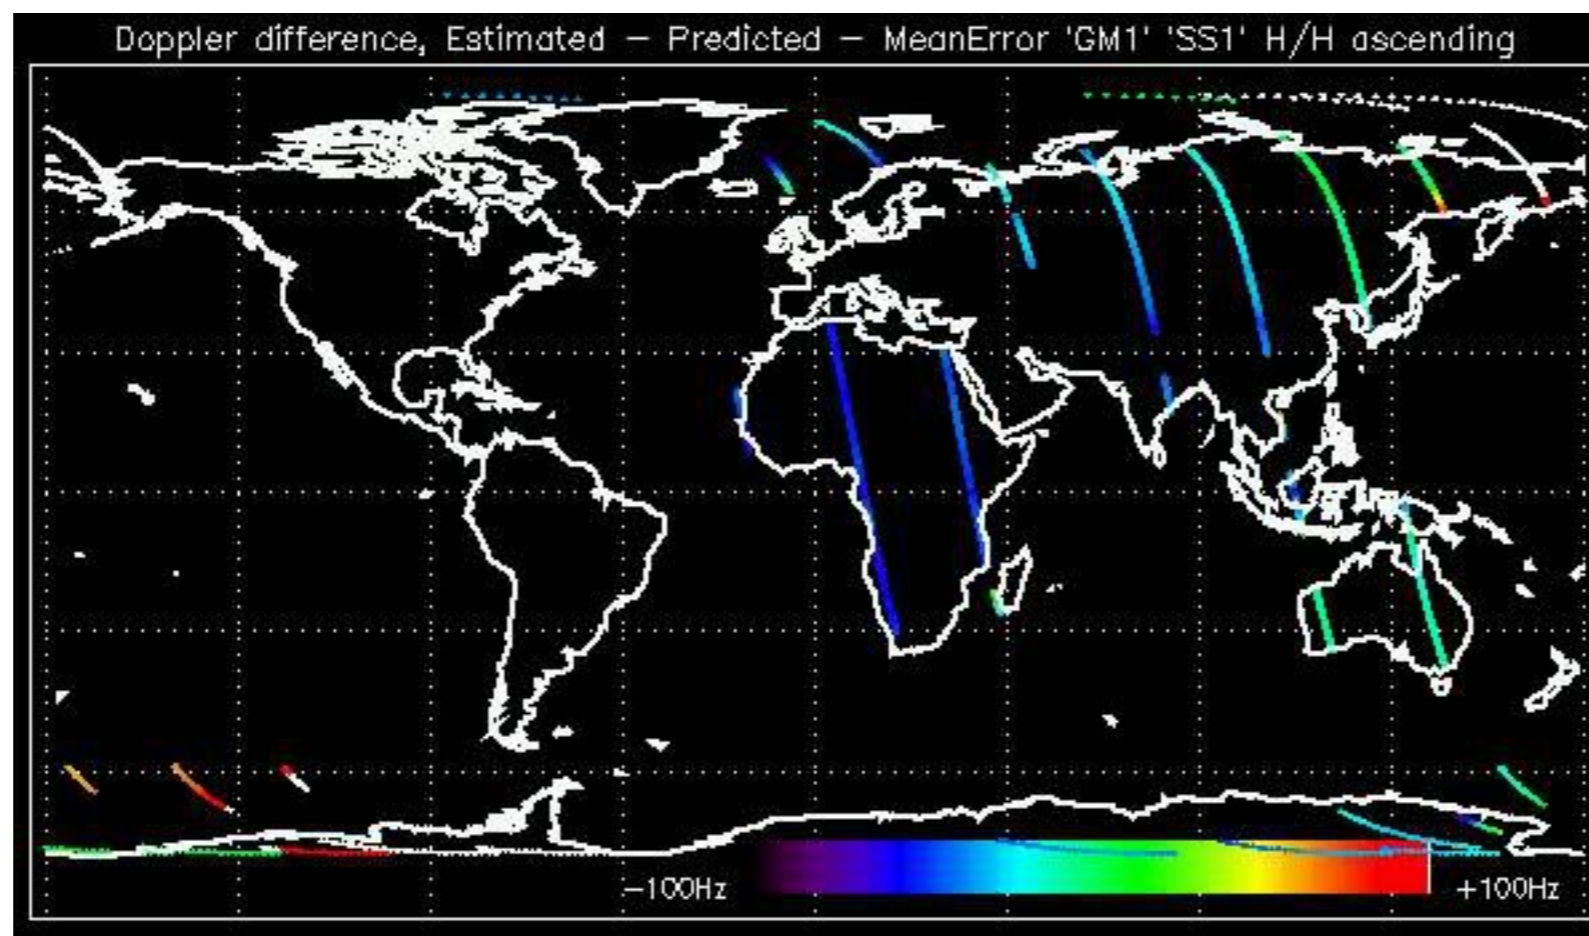 Doppler difference, Estimated – Predicted – MeanError 'GM1' 'SS1' H/H ascending
-100Hz
+100Hz